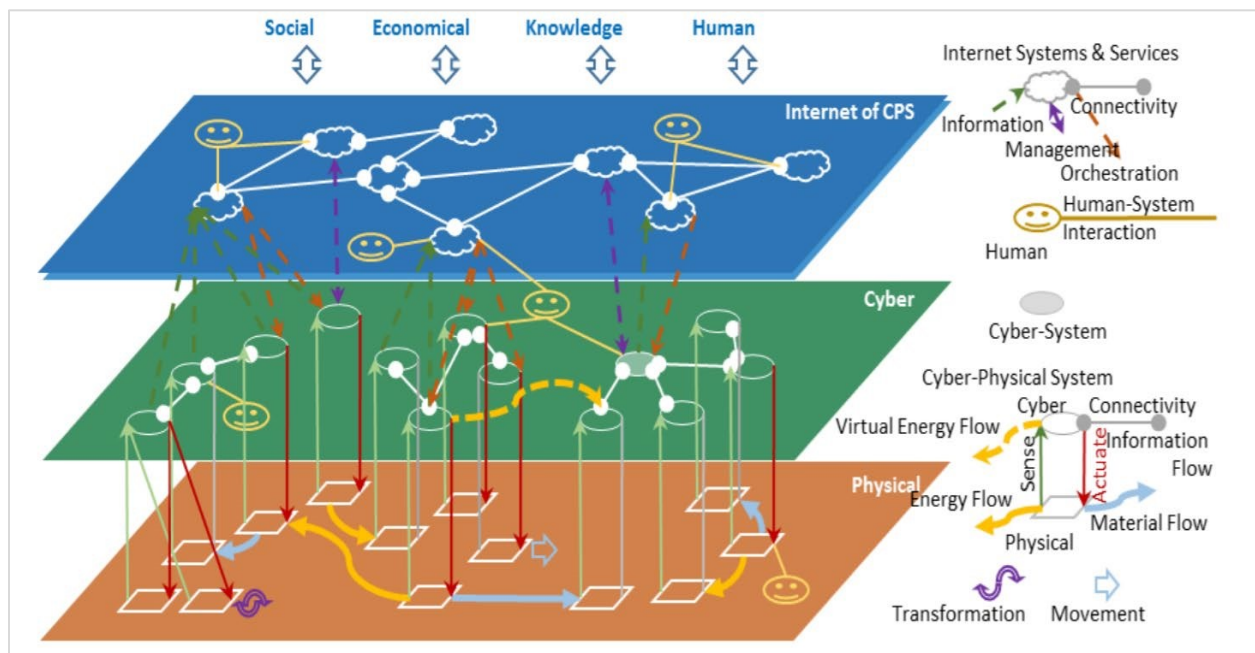 Social
Economical
Knowledge
Human
Internet of CPS
Cyber
Physical
Internet Systems & Services
Connectivity
Information
Management
Orchestration
Human-System
Interaction
Human
Cyber-System
Cyber-Physical System
Cyber
Connectivity
Virtual Energy Flow
Information
Flow
Sense
Actuate
Energy Flow
Material Flow
Physical
Transformation
Movement